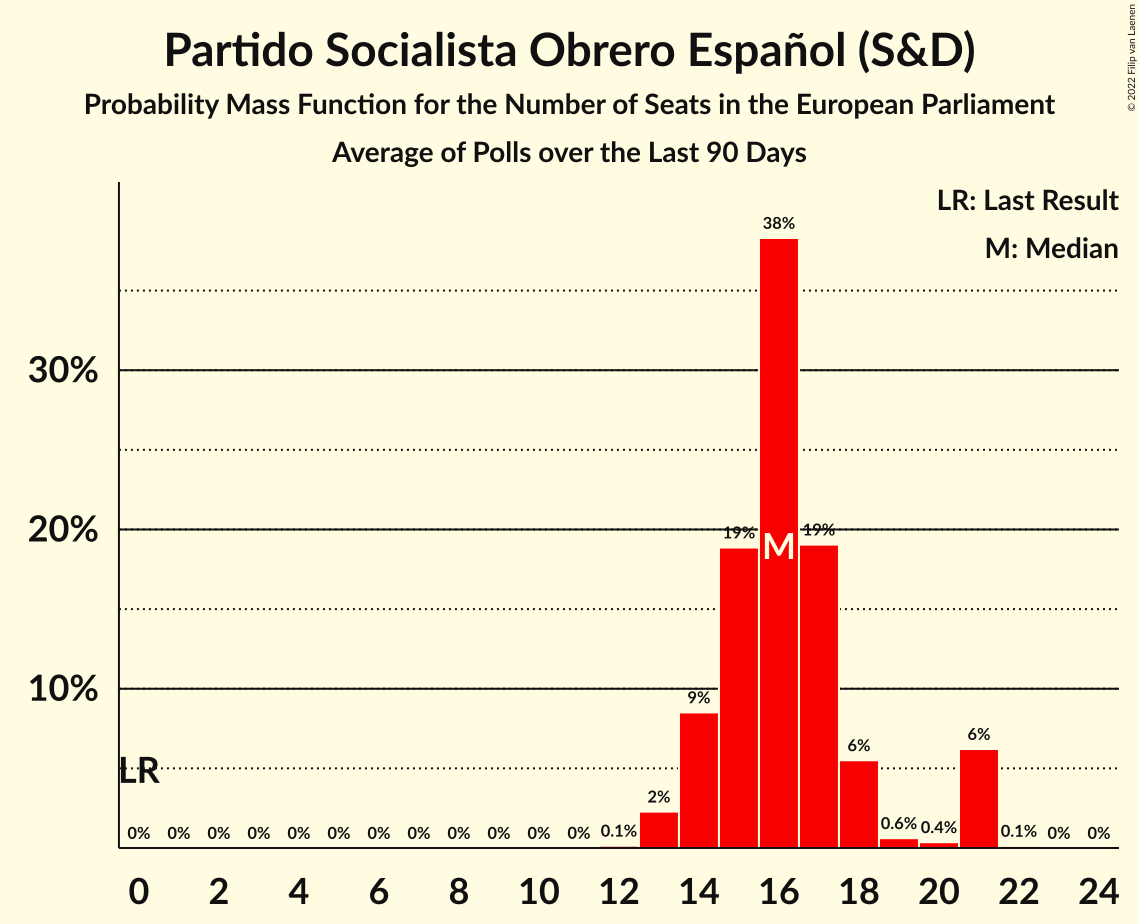 Partido Socialista Obrero Español (S&D)
Probability Mass Function for the Number of Seats in the European Parliament
Average of Polls over the Last 90 Days
© 2022 Filip van Laenen
LR: Last Result
M: Median
38%
30%
20%
19%
M
19%
10%
9%
6%
6%
LR
2%
0% 0% 0% 0% 0% 0% 0% 0% 0% 0% 0% 0% 0.1% 0.6% 0.4% 0.1% 0% 0%
0 2 4 6 8 10 12 14 16 18 20 22 24